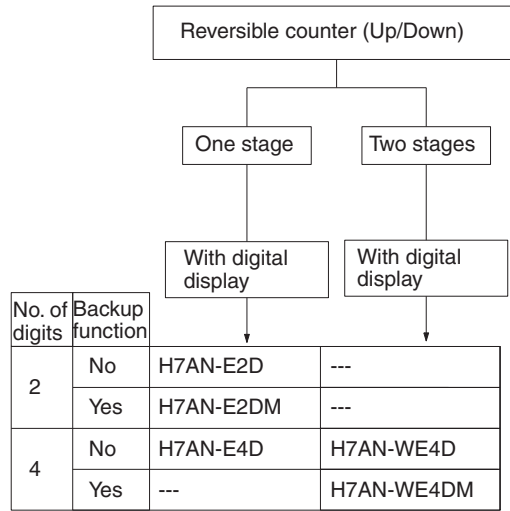 Reversible counter (Up/Down)
One stage
Two stages
With digital
display
With digital
display
No. of
digits
Backup
function
2
No
H7AN-E2D
---
Yes
H7AN-E2DM
---
4
No
H7AN-E4D
H7AN-WE4D
Yes
---
H7AN-WE4DM